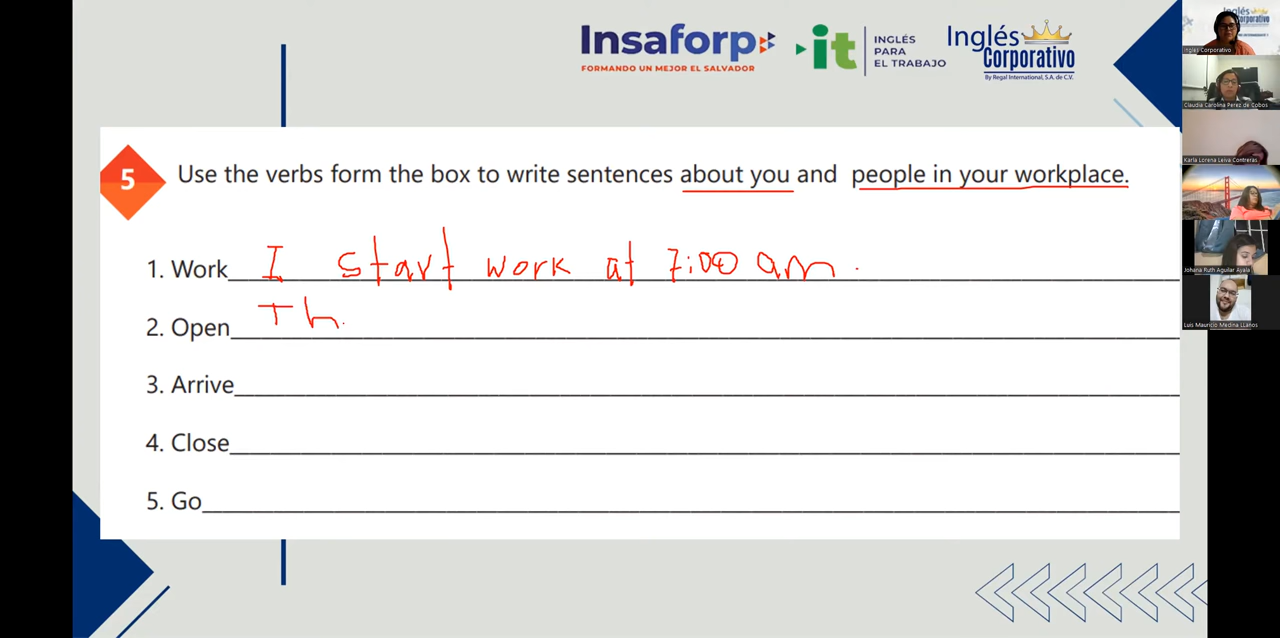 Insaforp
FORMANDO UN MEJOR EL SALVADOR
it
INGLÉS
PARA
EL TRABAJO
Inglés
Corporativo
By Regal International, S.A. de C.V.
5
Use the verbs form the box to write sentences about you and people in your workplace.
1. Work I start work at 7:00 am.
2. Open Th
3. Arrive
4. Close
5. Go
Inglés Corporativo
Claudia Carolina Perez de Cobos
Karla Lorena Leiva Contreras
Johana Ruth Aguilar Ayala
Luis Mauricio Medina LLanos